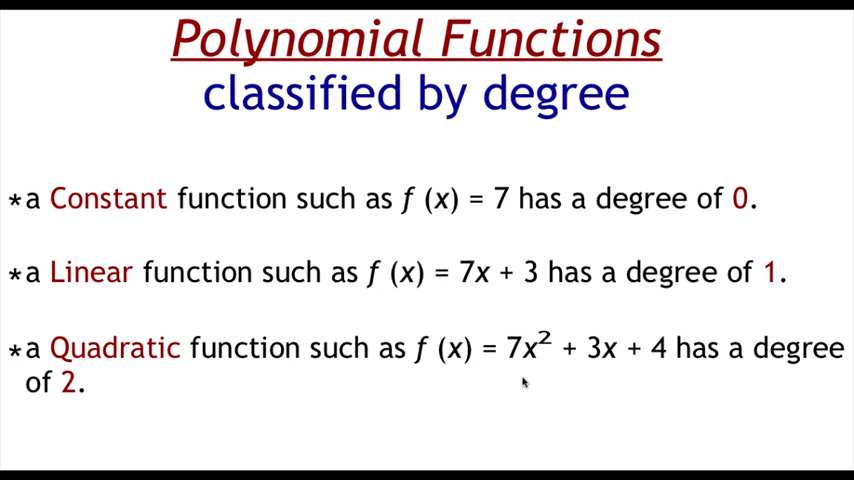 Polynomial Functions
classified by degree
*a Constant function such as f (x) = 7 has a degree of 0.
*a Linear function such as f (x) = 7x + 3 has a degree of 1.
*a Quadratic function such as f (x) = 7x² + 3x + 4 has a degree
of 2.